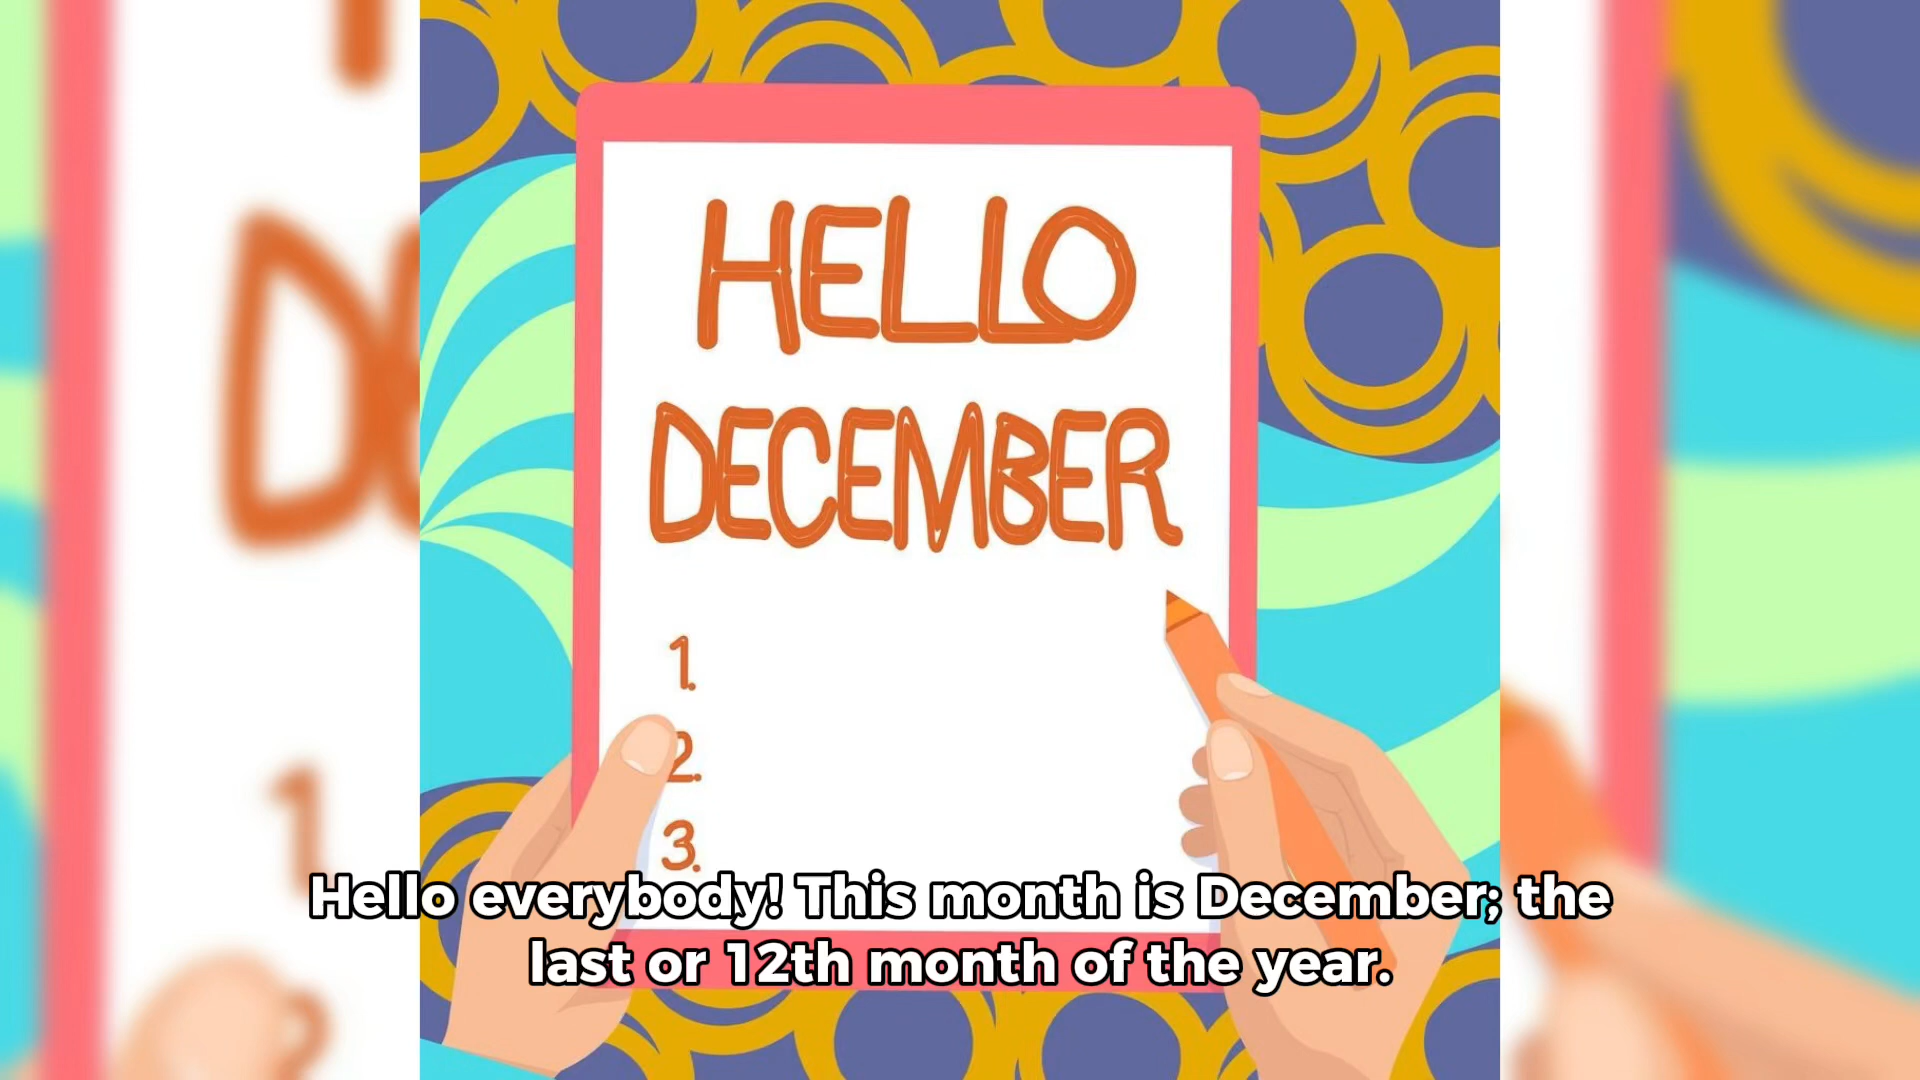 HELLO
DECEMBER
1.
2.
3.
Hello everybody! This month is December; the
last or 12th month of the year.